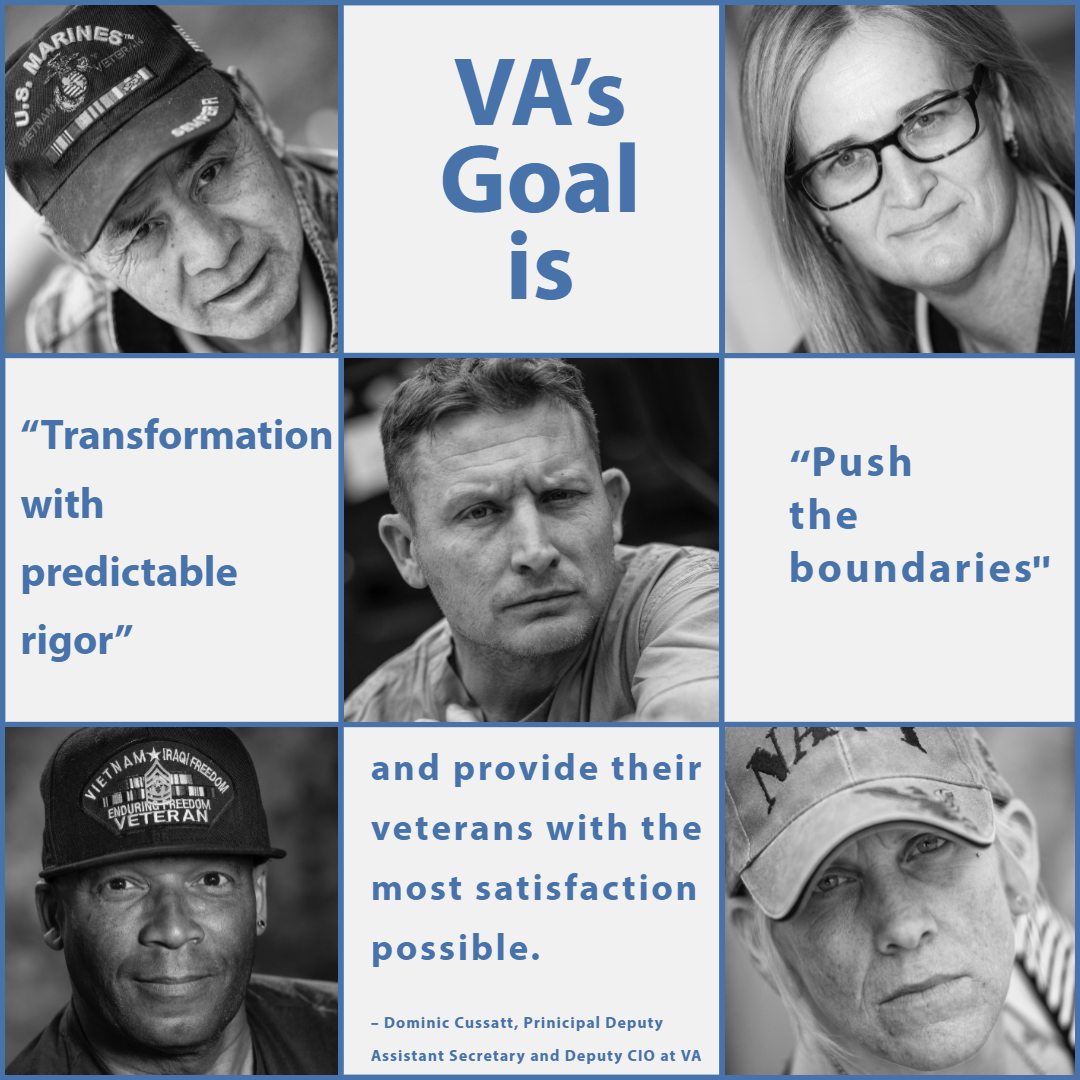 U.S. MARINES™
VETERAN
VIETNAM
VA’s
Goal
is
“Transformation
with
predictable
rigor”
“Push
the
boundaries"
VIETNAM★IRAQI FREEDOM
ENDURING FREEDOM
VETERAN
and provide their
veterans with the
most satisfaction
possible.
– Dominic Cussatt, Prinicipal Deputy
Assistant Secretary and Deputy CIO at VA
NAVY